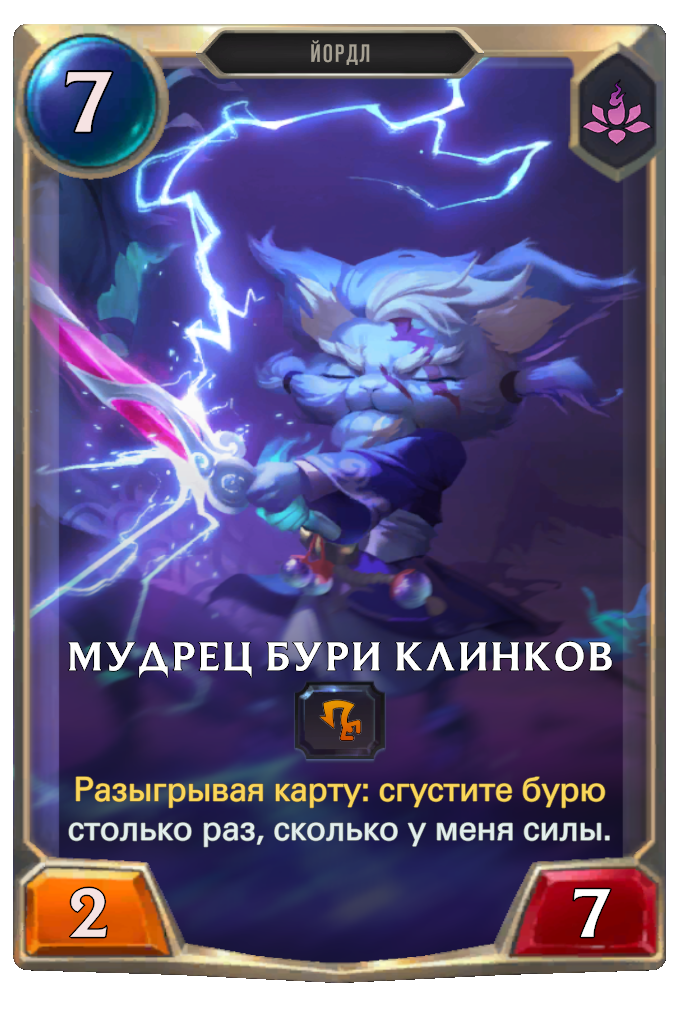 7
ЙОРДЛ
МУДРЕЦ БУРИ КЛИНКОВ
Разыгрывая карту: сгустите бурю
столько раз, сколько у меня силы.
2
7